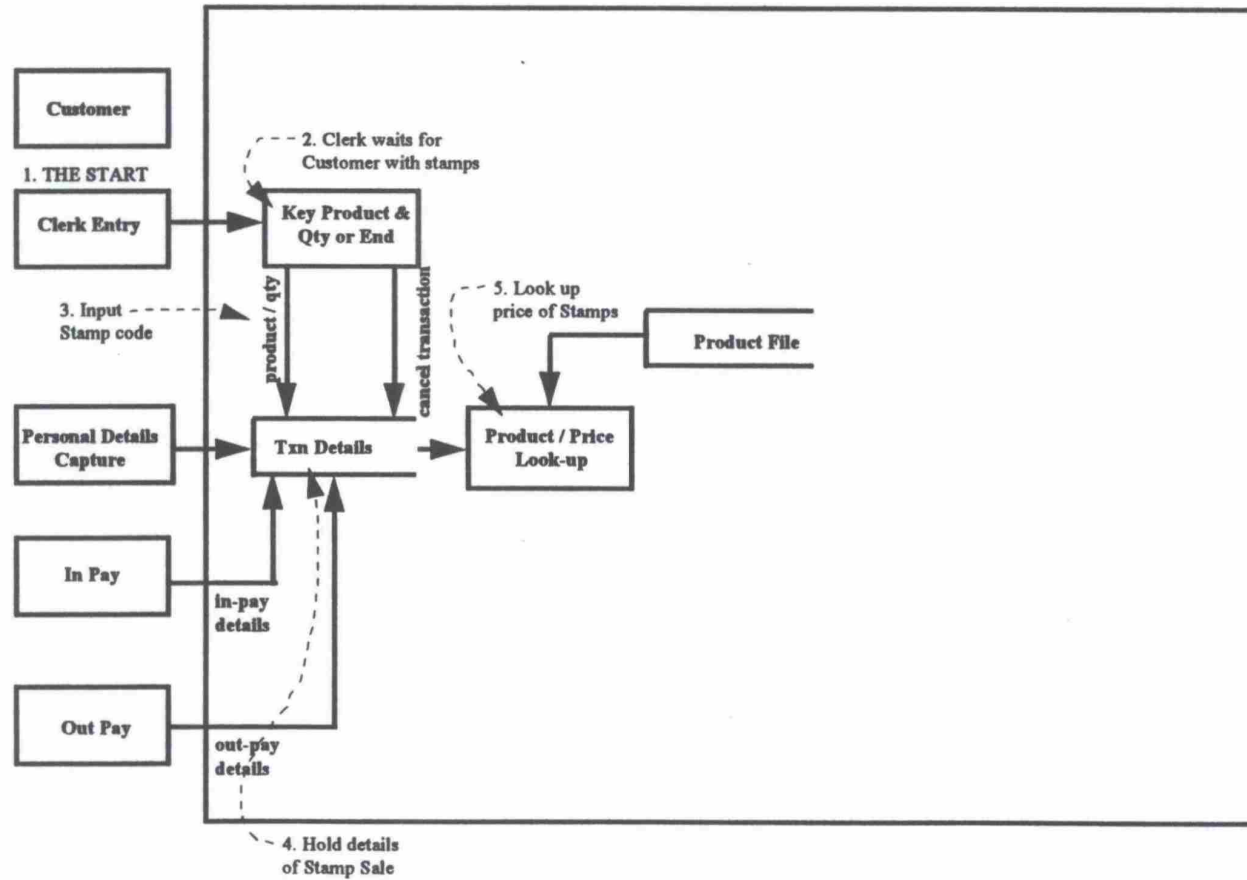 Customer
2. Clerk waits for
Customer with stamps
1. THE START
Clerk Entry
Key Product &
Qty or End
3. Input
Stamp code
product / qty
cancel transaction
5. Look up
price of Stamps
Product File
Personal Details
Capture
Txn Details
Product / Price
Look-up
In Pay
in-pay
details
Out Pay
out-pay
details
4. Hold details
of Stamp Sale